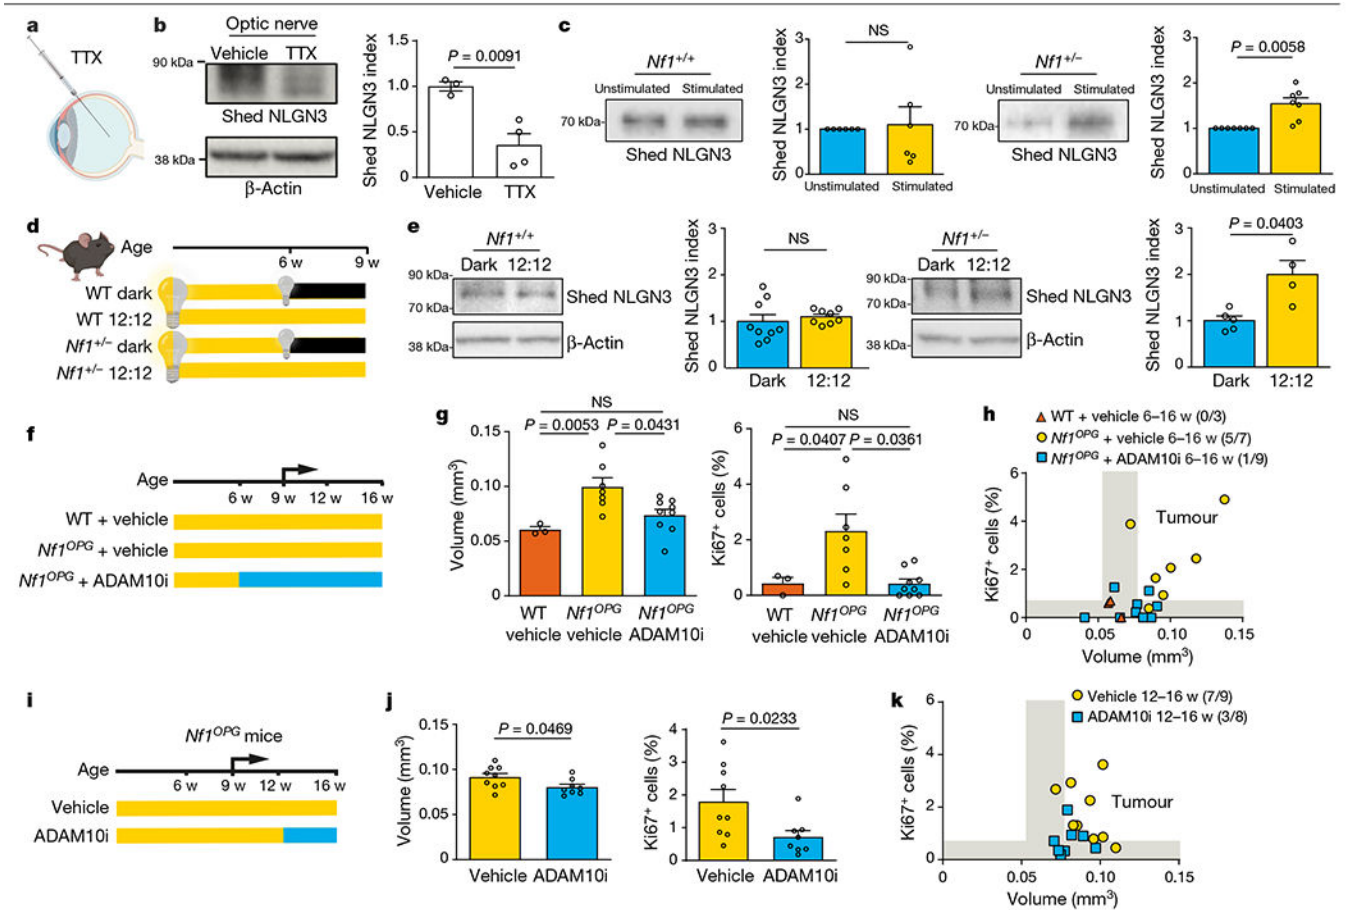 a
TTX
b
Optic nerve
Vehicle TTX
90 kDa
Shed NLGN3
38 kDa
β-Actin
Shed NLGN3 index
1.5
1.0
0.5
0
P = 0.0091
Vehicle TTX
c
Nf1+/+
Unstimulated Stimulated
70 kDa
Shed NLGN3
Shed NLGN3 index
3
2
1
0
NS
Unstimulated Stimulated
Nf1+/–
Unstimulated Stimulated
70 kDa
Shed NLGN3
Shed NLGN3 index
3
2
1
0
P = 0.0058
Unstimulated Stimulated
d
Age
6 w 9 w
WT dark
WT 12:12
Nf1+/– dark
Nf1+/– 12:12
e
Nf1+/+
Dark 12:12
90 kDa
70 kDa
Shed NLGN3
38 kDa
β-Actin
Shed NLGN3 index
3
2
1
0
NS
Dark 12:12
Nf1+/–
Dark 12:12
90 kDa
70 kDa
Shed NLGN3
38 kDa
β-Actin
Shed NLGN3 index
3
2
1
0
P = 0.0403
Dark 12:12
f
Age
6 w 9 w 12 w 16 w
WT + vehicle
Nf1OPG + vehicle
Nf1OPG + ADAM10i
g
Volume (mm3)
0.15
0.10
0.05
0
NS
P = 0.0053 P = 0.0431
WT Nf1OPG Nf1OPG
vehicle vehicle ADAM10i
Ki67+ cells (%)
6
4
2
0
NS
P = 0.0407 P = 0.0361
WT Nf1OPG Nf1OPG
vehicle vehicle ADAM10i
h
WT + vehicle 6–16 w (0/3)
Nf1OPG + vehicle 6–16 w (5/7)
Nf1OPG + ADAM10i 6–16 w (1/9)
Ki67+ cells (%)
6
4
2
0
Tumour
0 0.05 0.10 0.15
Volume (mm3)
i
Nf1OPG mice
Age
6 w 9 w 12 w 16 w
Vehicle
ADAM10i
j
Volume (mm3)
0.15
0.10
0.05
0
P = 0.0469
Vehicle ADAM10i
Ki67+ cells (%)
4
3
2
1
0
P = 0.0233
Vehicle ADAM10i
k
Vehicle 12–16 w (7/9)
ADAM10i 12–16 w (3/8)
Ki67+ cells (%)
6
4
2
0
Tumour
0 0.05 0.10 0.15
Volume (mm3)